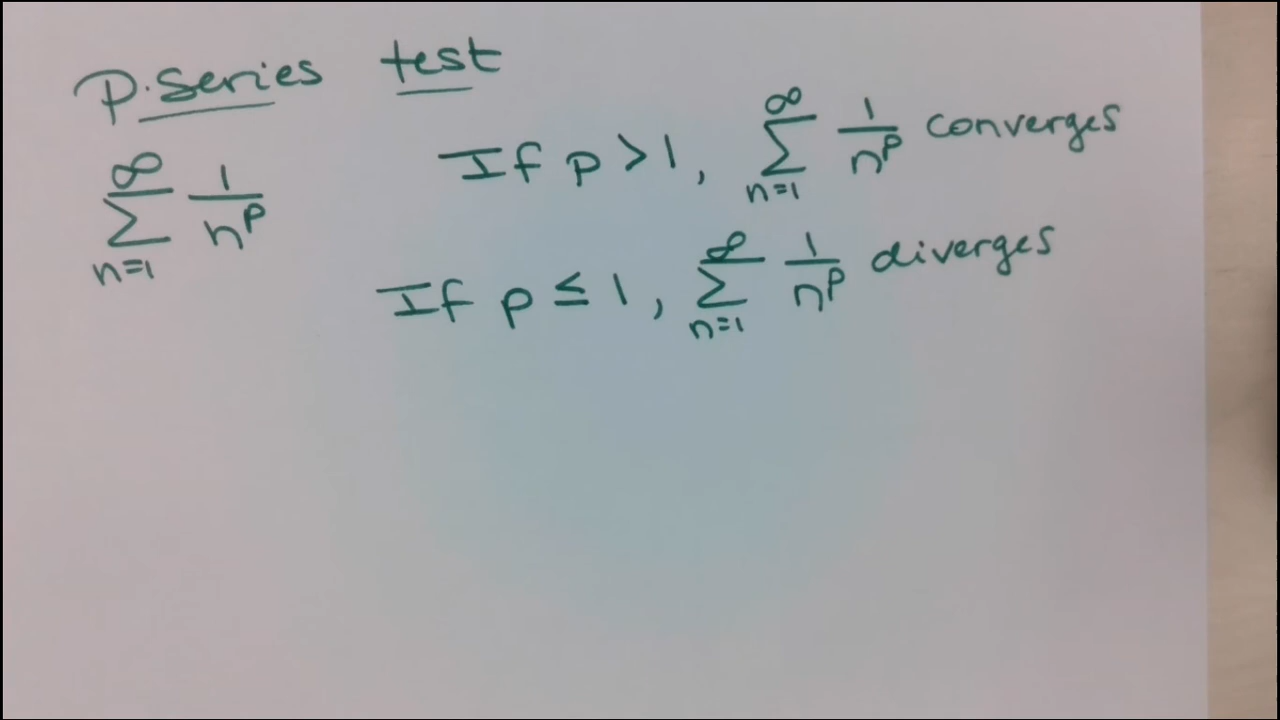 P-Series test
∞
∑ 1/n^p
n=1
If p > 1, ∑_{n=1}^{∞} 1/n^p converges
If p ≤ 1, ∑_{n=1}^{∞} 1/n^p diverges